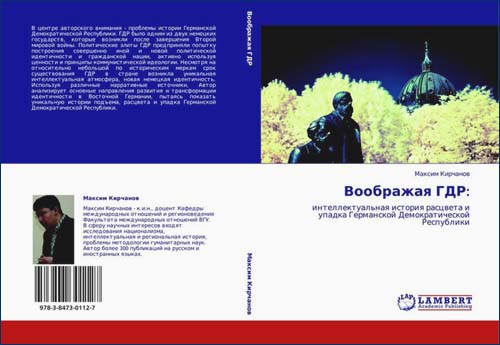 В центре авторского внимания - проблемы истории Германской
Демократической Республики. ГДР было одним из двух немецких
государств, которые возникли после завершения Второй
мировой войны. Политические элиты ГДР предприняли попытку
построения совершенно иной и новой политической
идентичности и гражданской нации, активно используя
ценности и принципы коммунистической идеологии. Несмотря на
относительно небольшой по историческим меркам срок
существования ГДР в стране возникла уникальная
интеллектуальная атмосфера, новая немецкая идентичность.
Используя различные нарративные источники, Автор
анализирует основные направления развития и трансформации
идентичности в Восточной Германии, пытаясь показать
уникальную истории подъема, расцвета и упадка Германской
Демократической Республики.
Максим Кирчанов
Максим Кирчанов - к.и.н., доцент Кафедры
международных отношений и регионоведения
Факультета международных отношений ВГУ.
В сферу научных интересов входят
исследования национализма,
интеллектуальная и региональная история,
проблемы методологии гуманитарных наук.
Автор более 300 публикаций на русском и
иностранных языках.
978-3-8473-0112-7
Воображая ГДР
Максим Кирчанов
Максим Кирчанов
Воображая ГДР:
интеллектуальная история расцвета и
упадка Германской Демократической
Республики
LAP LAMBERT
Academic Publishing